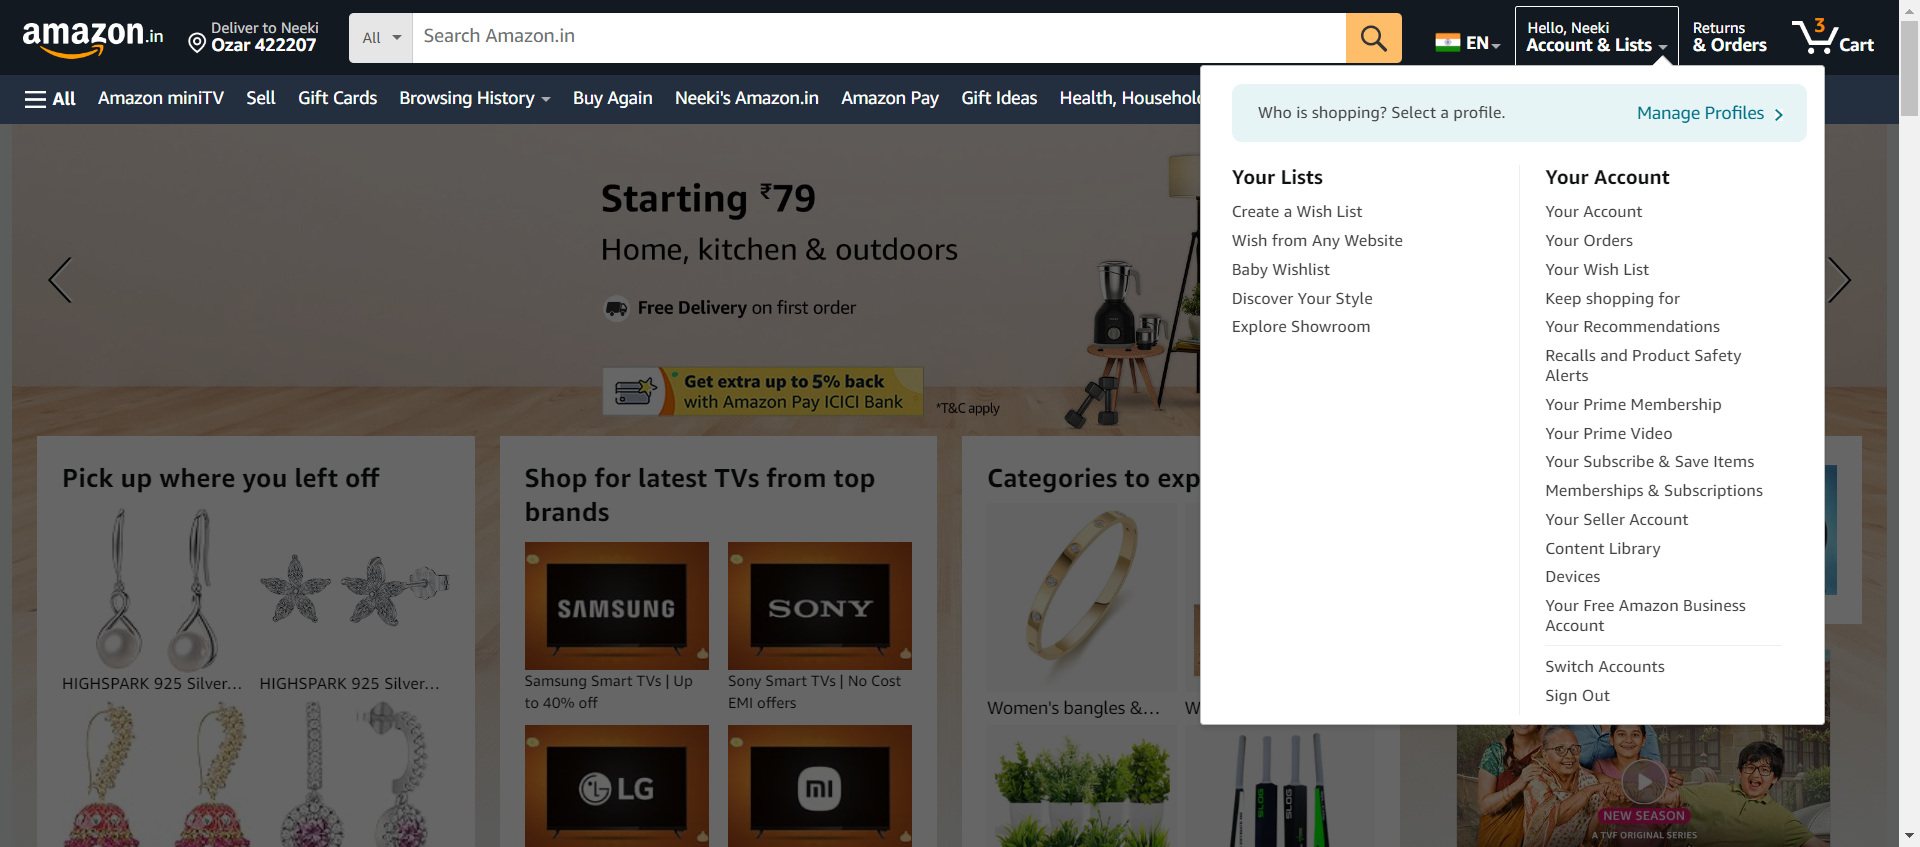 amazon.in
Deliver to Neeki
Ozar 422207
All
Search Amazon.in
EN
Hello, Neeki
Account & Lists
Returns
& Orders
3
Cart
All
Amazon miniTV
Sell
Gift Cards
Browsing History
Buy Again
Neeki's Amazon.in
Amazon Pay
Gift Ideas
Health, Household
Who is shopping? Select a profile.
Manage Profiles
Your Lists
Create a Wish List
Wish from Any Website
Baby Wishlist
Discover Your Style
Explore Showroom
Your Account
Your Account
Your Orders
Your Wish List
Keep shopping for
Your Recommendations
Recalls and Product Safety
Alerts
Your Prime Membership
Your Prime Video
Your Subscribe & Save Items
Memberships & Subscriptions
Your Seller Account
Content Library
Devices
Your Free Amazon Business
Account
Switch Accounts
Sign Out
Starting ₹79
Home, kitchen & outdoors
Free Delivery on first order
Get extra up to 5% back
with Amazon Pay ICICI Bank
*T&C apply
Pick up where you left off
HIGHSPARK 925 Silver...
HIGHSPARK 925 Silver...
Shop for latest TVs from top
brands
SAMSUNG
SONY
Samsung Smart TVs | Up
to 40% off
Sony Smart TVs | No Cost
EMI offers
LG
mi
Categories to exp
Women's bangles &...
W
SLOG
SLOG
NEW SEASON
A TVF ORIGINAL SERIES